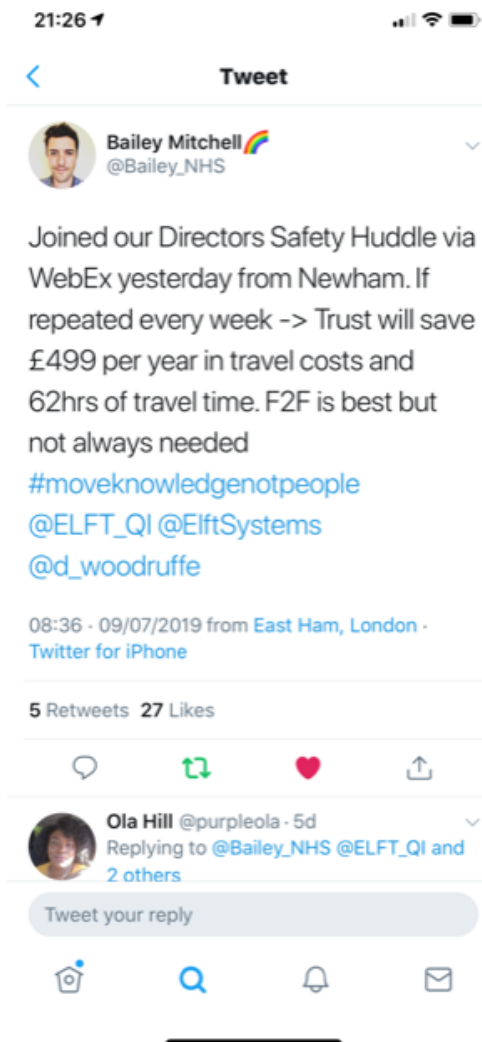 21:26
Tweet
Bailey Mitchell🌈
@Bailey_NHS
Joined our Directors Safety Huddle via
WebEx yesterday from Newham. If
repeated every week -> Trust will save
£499 per year in travel costs and
62hrs of travel time. F2F is best but
not always needed
#moveknowledgenotpeople
@ELFT_QI @ElftSystems
@d_woodruffe
08:36 · 09/07/2019 from East Ham, London ·
Twitter for iPhone
5 Retweets 27 Likes
Ola Hill @purpleola · 5d
Replying to @Bailey_NHS @ELFT_QI and
2 others
Tweet your reply